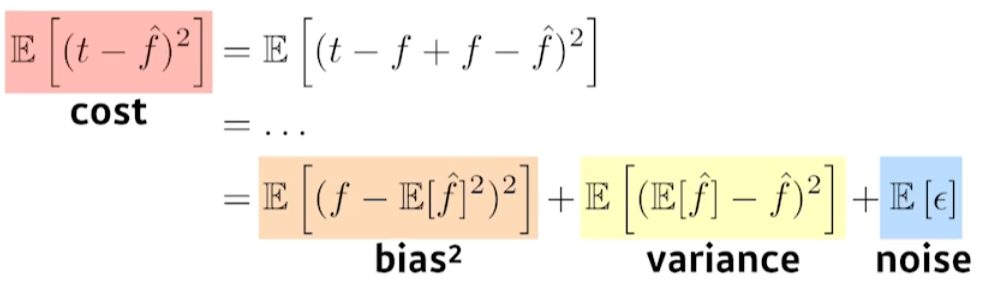 𝔼[(t − f̂)²] = 𝔼[(t − f + f − f̂)²]
cost
= ...
= 𝔼[(f − 𝔼[f̂]²)²] + 𝔼[(𝔼[f̂] − f̂)²] + 𝔼[ϵ]
bias² variance noise